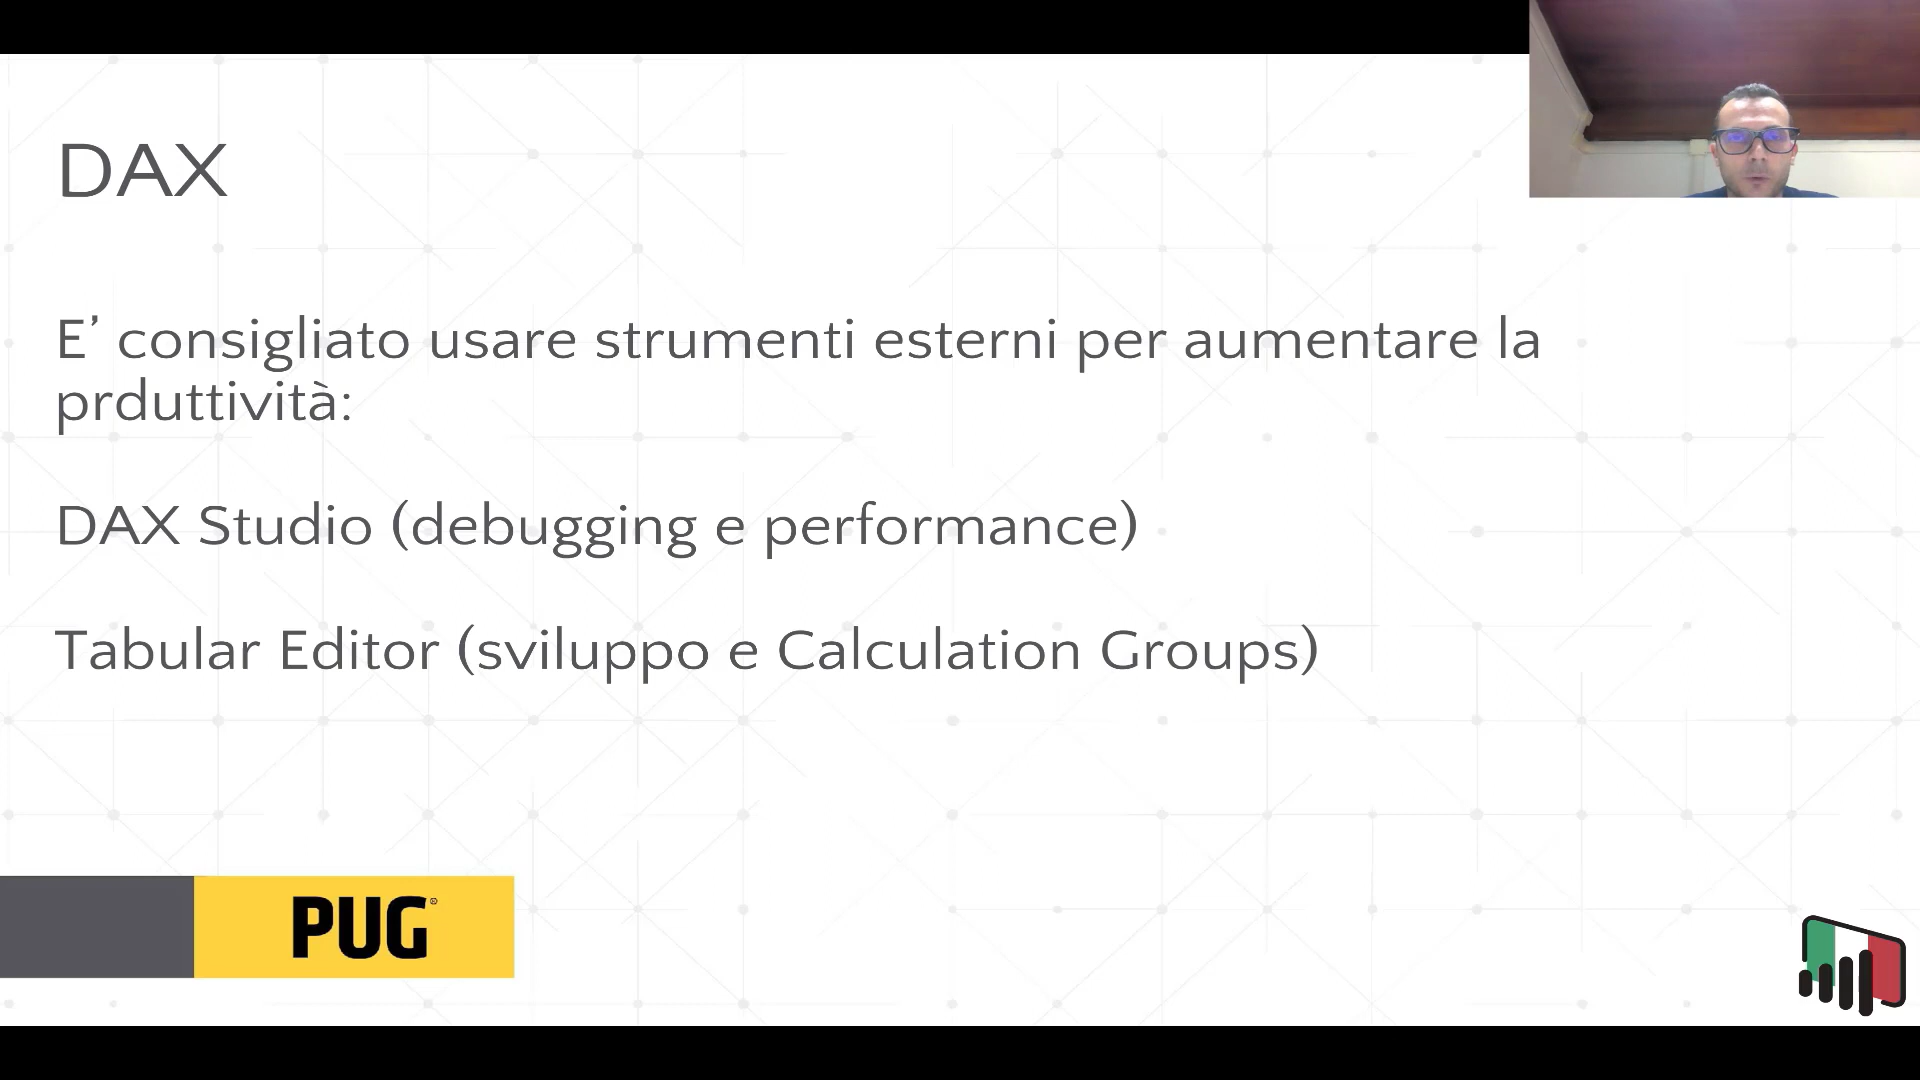 DAX
E’ consigliato usare strumenti esterni per aumentare la
prduttività:
DAX Studio (debugging e performance)
Tabular Editor (sviluppo e Calculation Groups)
PUG®